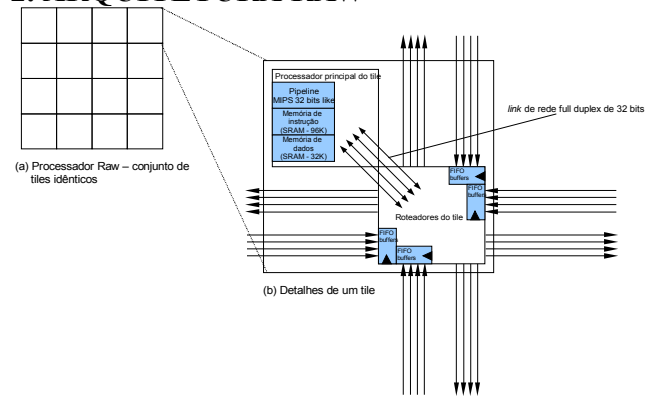 Processador principal do tile
Pipeline
MIPS 32 bits like
Memória de
instrução
(SRAM - 96K)
Memória de
dados
(SRAM - 32K)
link de rede full duplex de 32 bits
(a) Processador Raw – conjunto de
tiles idênticos
FIFO
buffers
FIFO
buffers
Roteadores do tile
FIFO
buffers
FIFO
buffers
(b) Detalhes de um tile